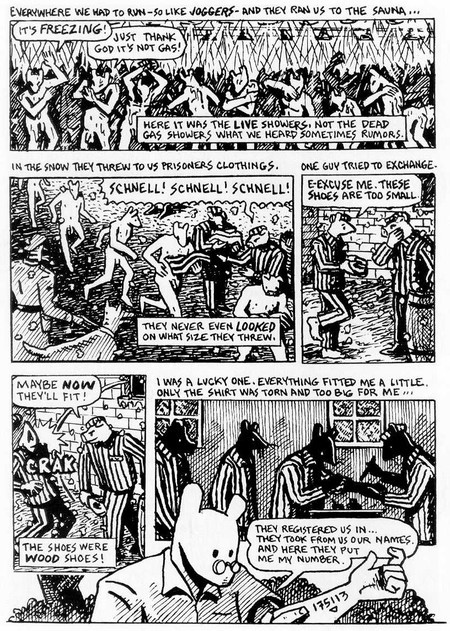 EVERYWHERE WE HAD TO RUN-SO LIKE JOGGERS-AND THEY RAN US TO THE SAUNA...
IT'S FREEZING!
JUST THANK
GOD IT'S NOT GAS!
HERE IT WAS THE LIVE SHOWERS, NOT THE DEAD
GAS SHOWERS WHAT WE HEARD SOMETIMES RUMORS.
IN THE SNOW THEY THREW TO US PRISONERS CLOTHINGS.
SCHNELL! SCHNELL! SCHNELL!
THEY NEVER EVEN LOOKED
ON WHAT SIZE THEY THREW.
ONE GUY TRIED TO EXCHANGE.
E-EXCUSE ME. THESE
SHOES ARE TOO SMALL.
MAYBE NOW
THEY'LL FIT!
CRAK
THE SHOES WERE
WOOD SHOES!
I WAS A LUCKY ONE. EVERYTHING FITTED ME A LITTLE.
ONLY THE SHIRT WAS TORN AND TOO BIG FOR ME...
THEY REGISTERED US IN...
THEY TOOK FROM US OUR NAMES.
AND HERE THEY PUT
ME MY NUMBER.
175113